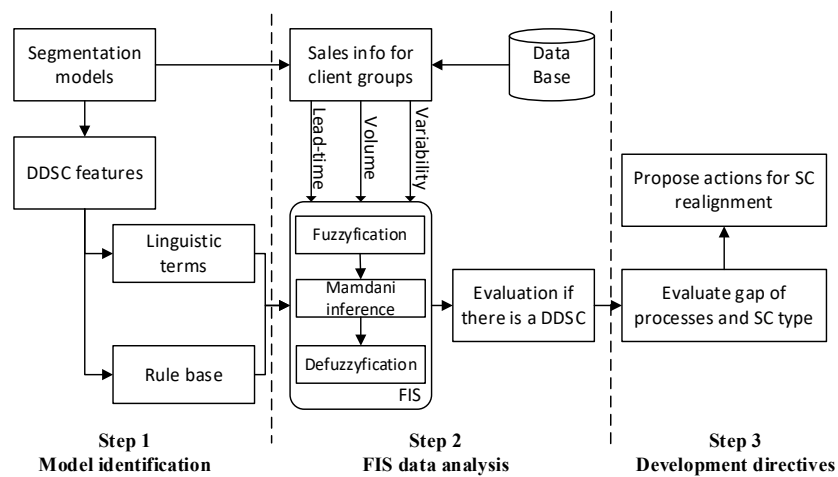 Segmentation
models
DDSC features
Linguistic
terms
Rule base
Sales info for
client groups
Data
Base
Lead-time
Volume
Variability
Fuzzyfication
Mamdani
inference
Defuzzyfication
FIS
Evaluation if
there is a DDSC
Propose actions for SC
realignment
Evaluate gap of
processes and SC type
Step 1
Model identification
Step 2
FIS data analysis
Step 3
Development directives